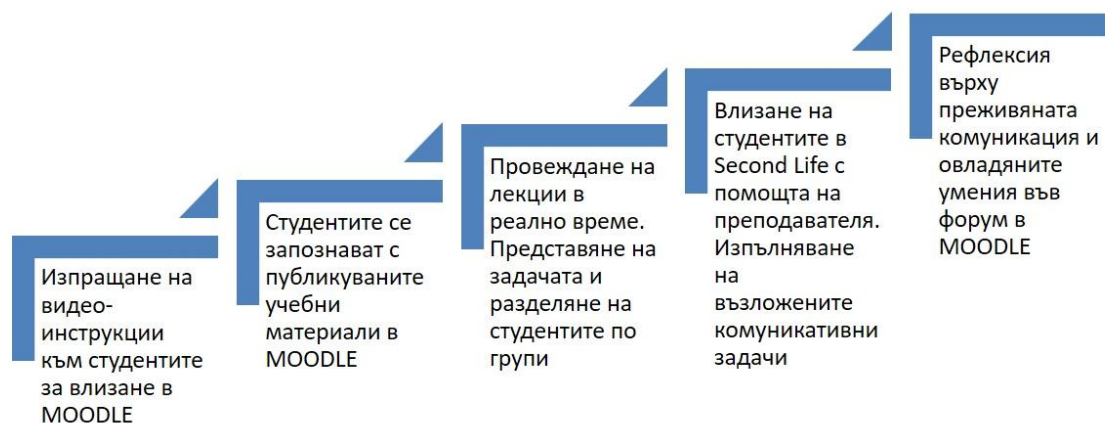 Изпращане на
видео-
инструкции
към студентите
за влизане в
MOODLE
Студентите се
запознават с
публикуваните
учебни
материали в
MOODLE
Провеждане на
лекции в
реално време.
Представяне на
задачата и
разделяне на
студентите по
групи
Влизане на
студентите в
Second Life с
помощта на
преподавателя.
Изпълняване
на
възложените
комуникативни
задачи
Рефлексия
върху
преживяната
комуникация и
овладяните
умения във
форум в
MOODLE